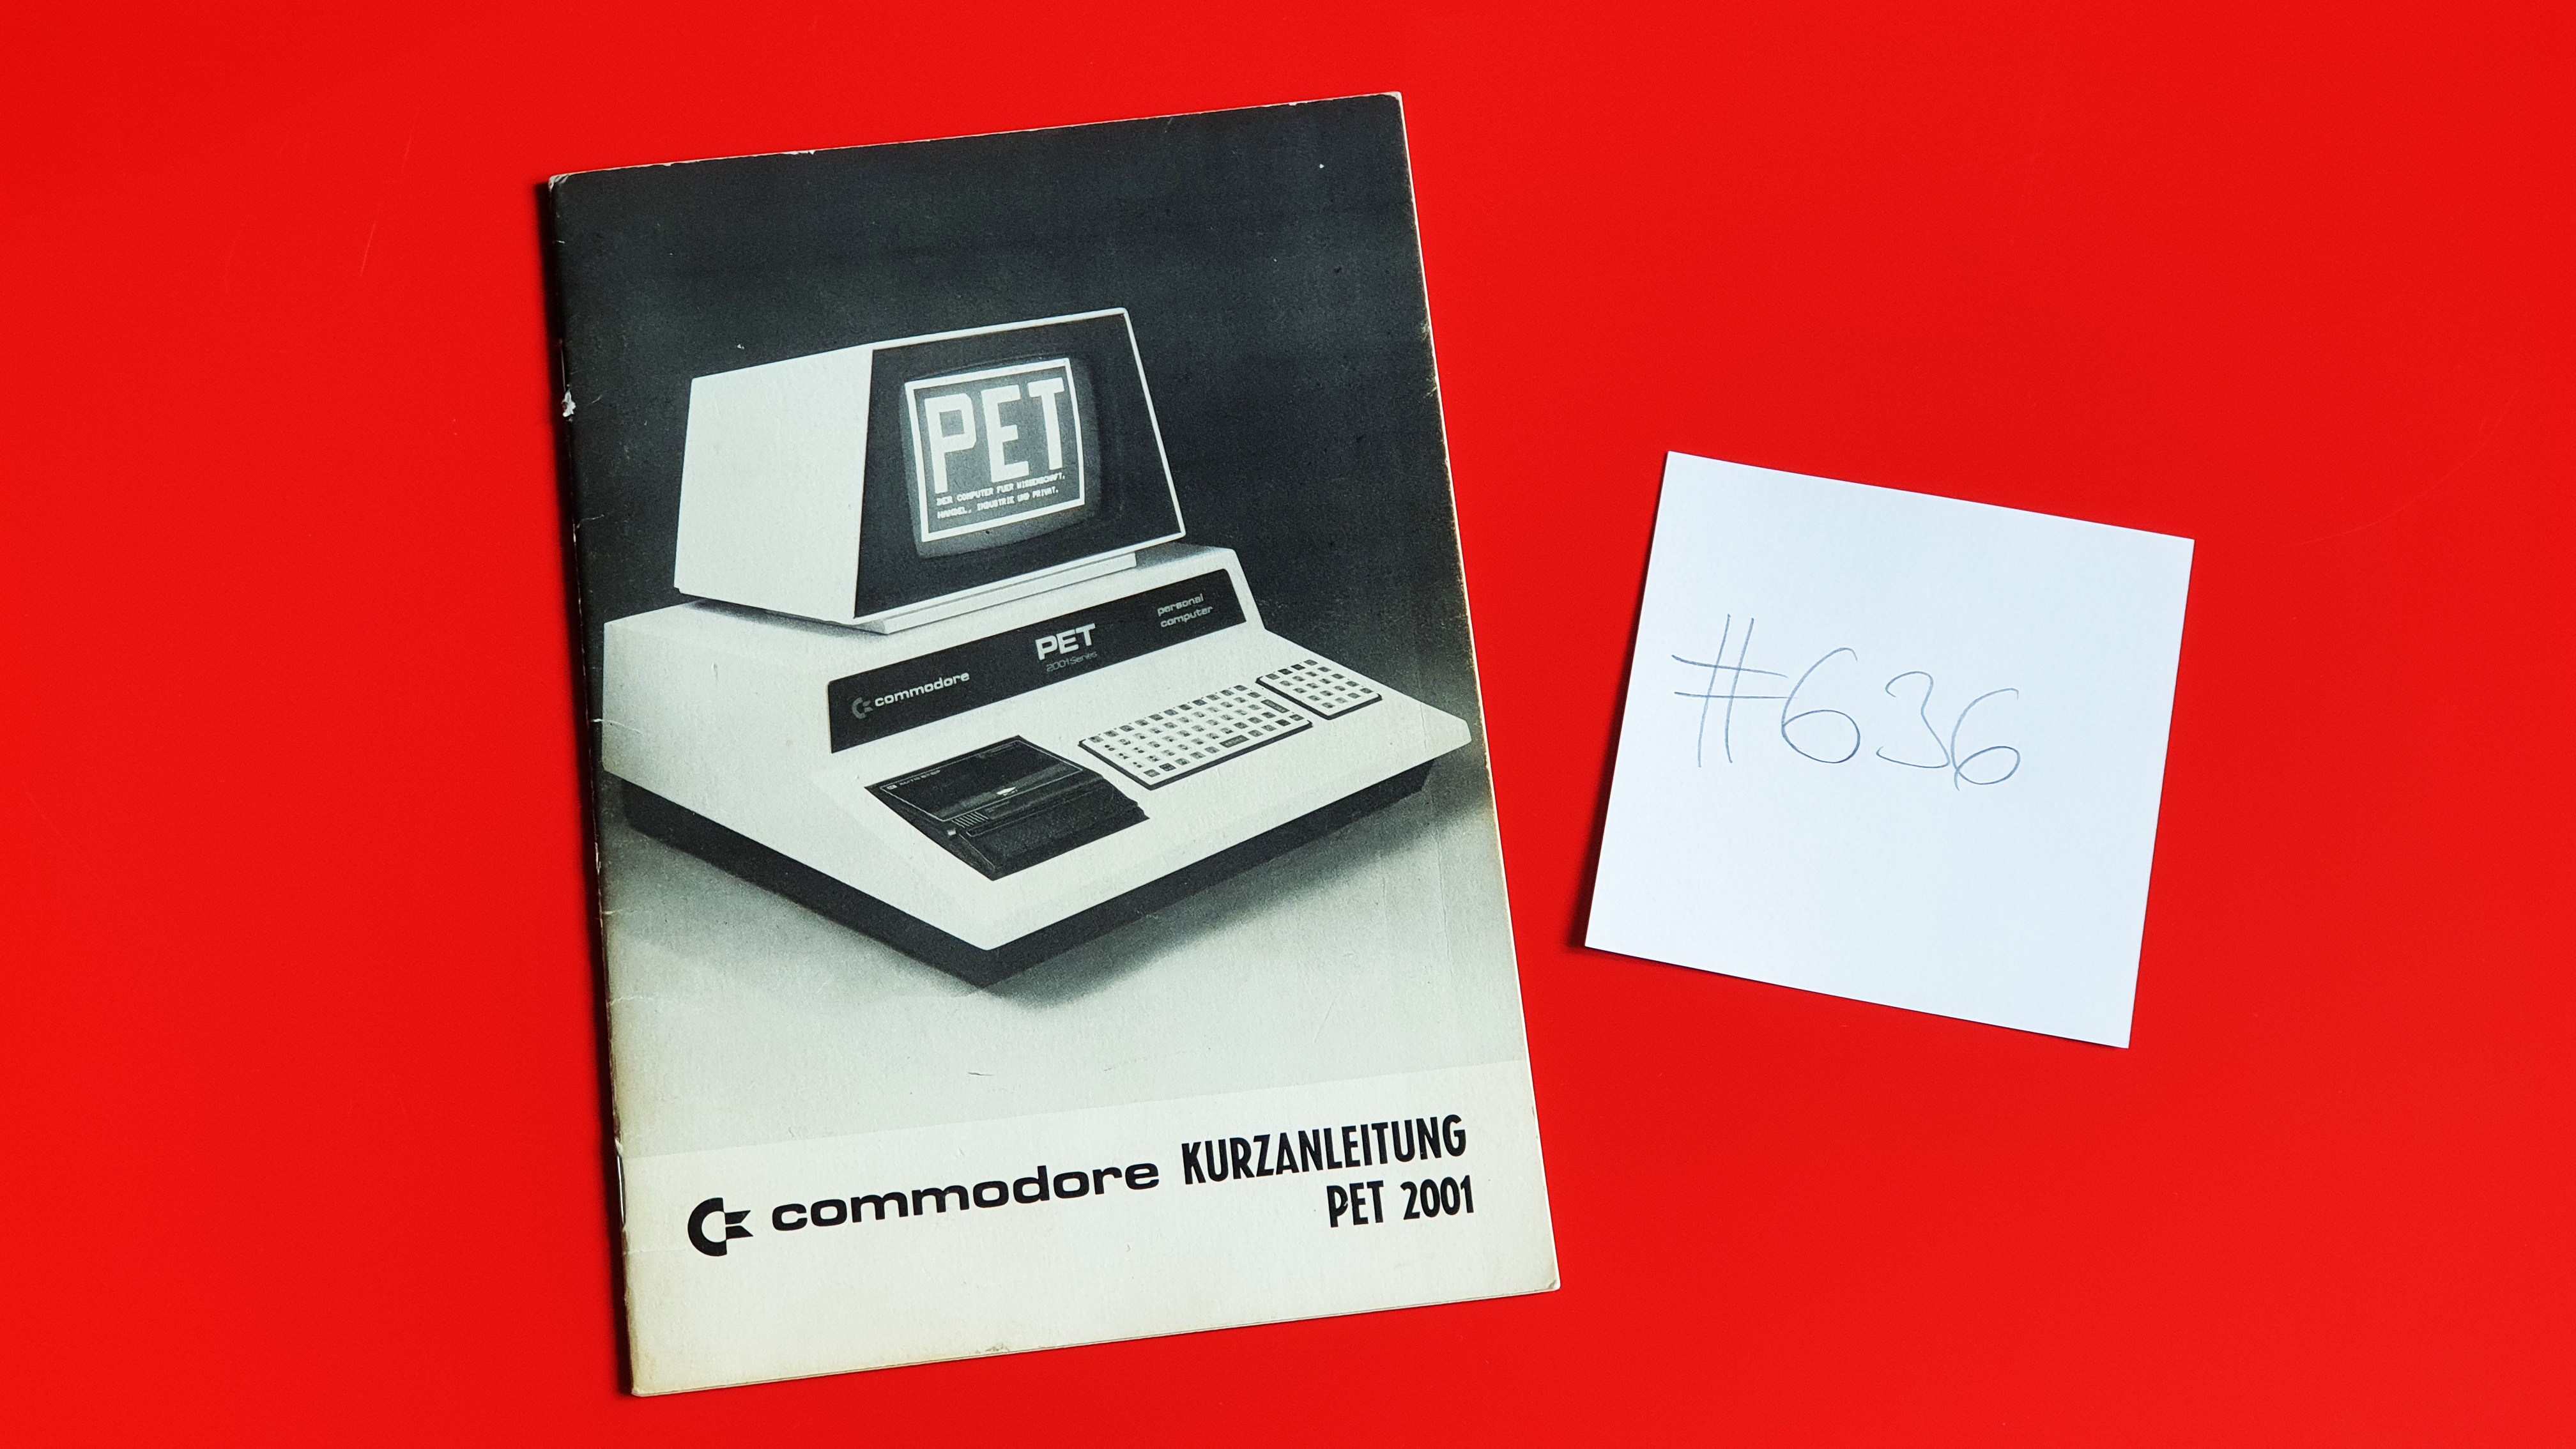 PET
DER COMPUTER FUER WISSENSCHAFT,
HANDEL, INDUSTRIE UND PRIVAT.
commodore
PET
2001 Series
personal
computer
commodore KURZANLEITUNG
PET 2001
#636